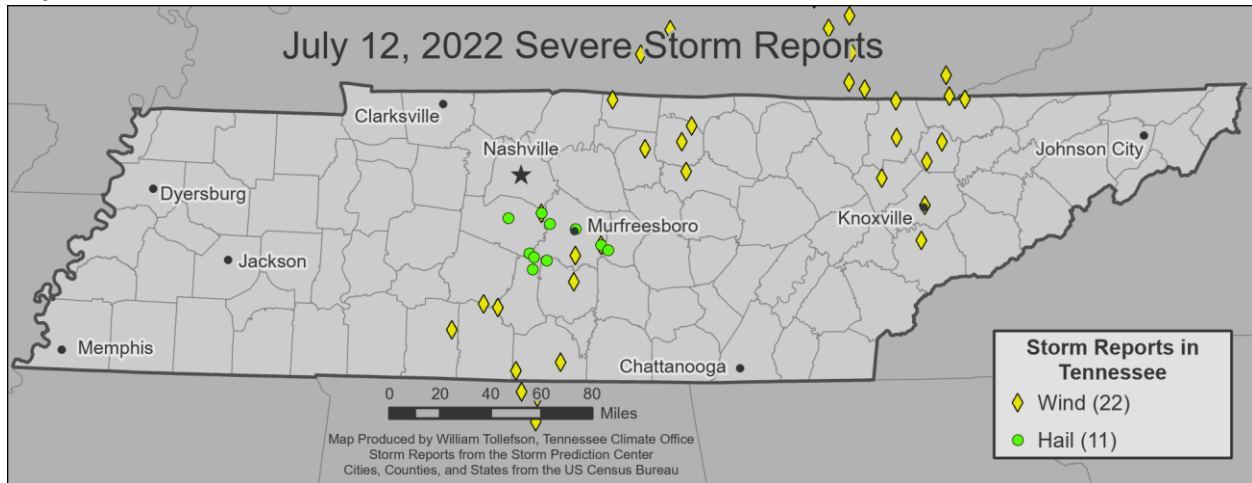 July 12, 2022 Severe Storm Reports
Clarksville
Nashville
Johnson City
Dyersburg
Knoxville
Murfreesboro
Jackson
Memphis
Chattanooga
Storm Reports in
Tennessee
Wind (22)
Hail (11)
0 20 40 60 80
Miles
Map Produced by William Tollefson, Tennessee Climate Office
Storm Reports from the Storm Prediction Center
Cities, Counties, and States from the US Census Bureau